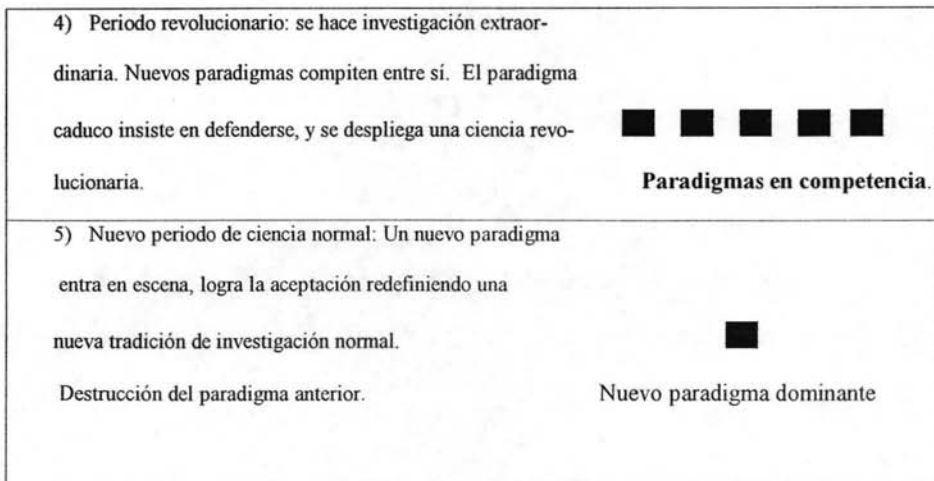 4) Periodo revolucionario: se hace investigación extraor-
dinaria. Nuevos paradigmas compiten entre sí. El paradigma
caduco insiste en defenderse, y se despliega una ciencia revo-
lucionaria.
Paradigmas en competencia.
5) Nuevo periodo de ciencia normal: Un nuevo paradigma
entra en escena, logra la aceptación redefiniendo una
nueva tradición de investigación normal.
Destrucción del paradigma anterior.
Nuevo paradigma dominante